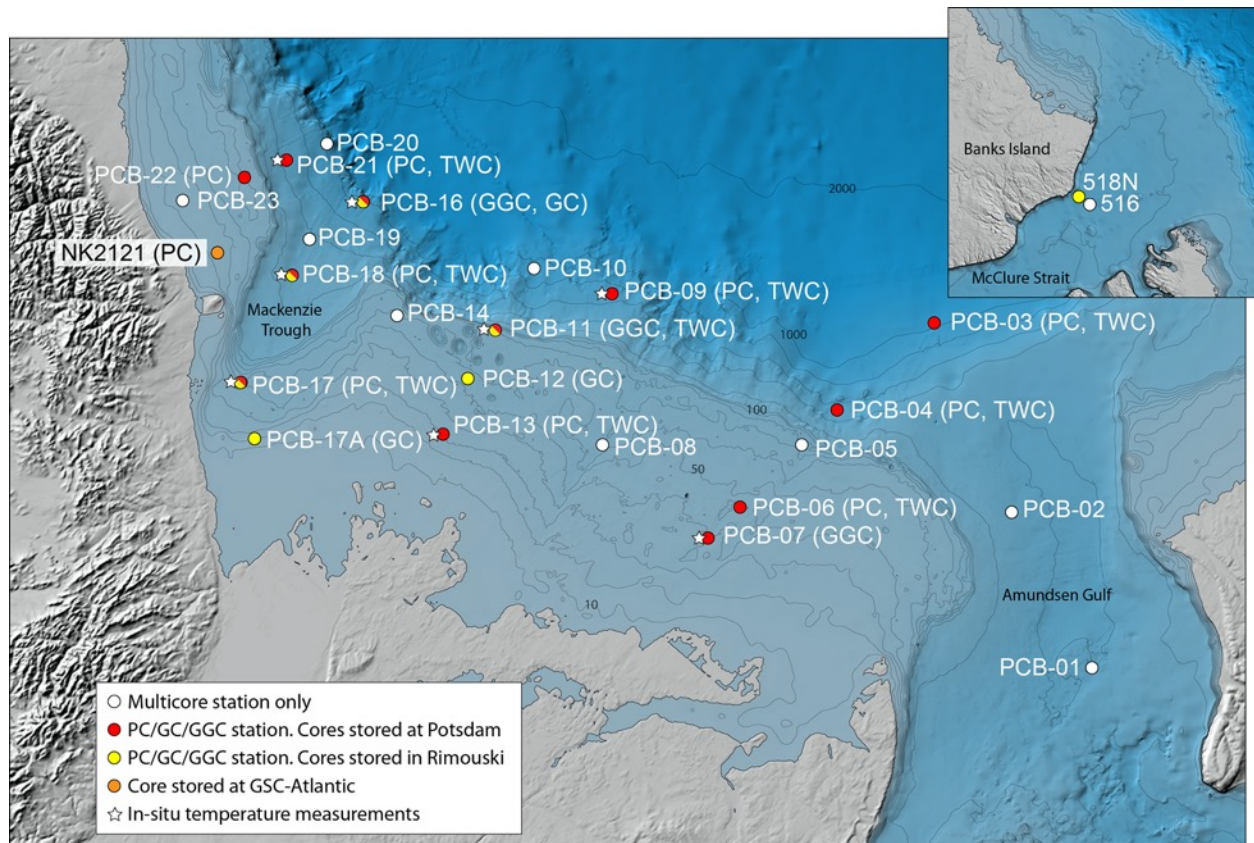 Banks Island
518N
516
McClure Strait
PCB-20
PCB-21 (PC, TWC)
PCB-22 (PC)
2000
PCB-23
PCB-16 (GGC, GC)
PCB-19
NK2121 (PC)
PCB-10
PCB-18 (PC, TWC)
PCB-09 (PC, TWC)
Mackenzie
Trough
PCB-14
PCB-03 (PC, TWC)
PCB-11 (GGC, TWC)
1000
PCB-12 (GC)
PCB-17 (PC, TWC)
100
PCB-04 (PC, TWC)
PCB-13 (PC, TWC)
PCB-17A (GC)
PCB-08
PCB-05
50
PCB-06 (PC, TWC)
PCB-02
PCB-07 (GGC)
10
Amundsen Gulf
PCB-01
Multicore station only
PC/GC/GGC station. Cores stored at Potsdam
PC/GC/GGC station. Cores stored in Rimouski
Core stored at GSC-Atlantic
In-situ temperature measurements